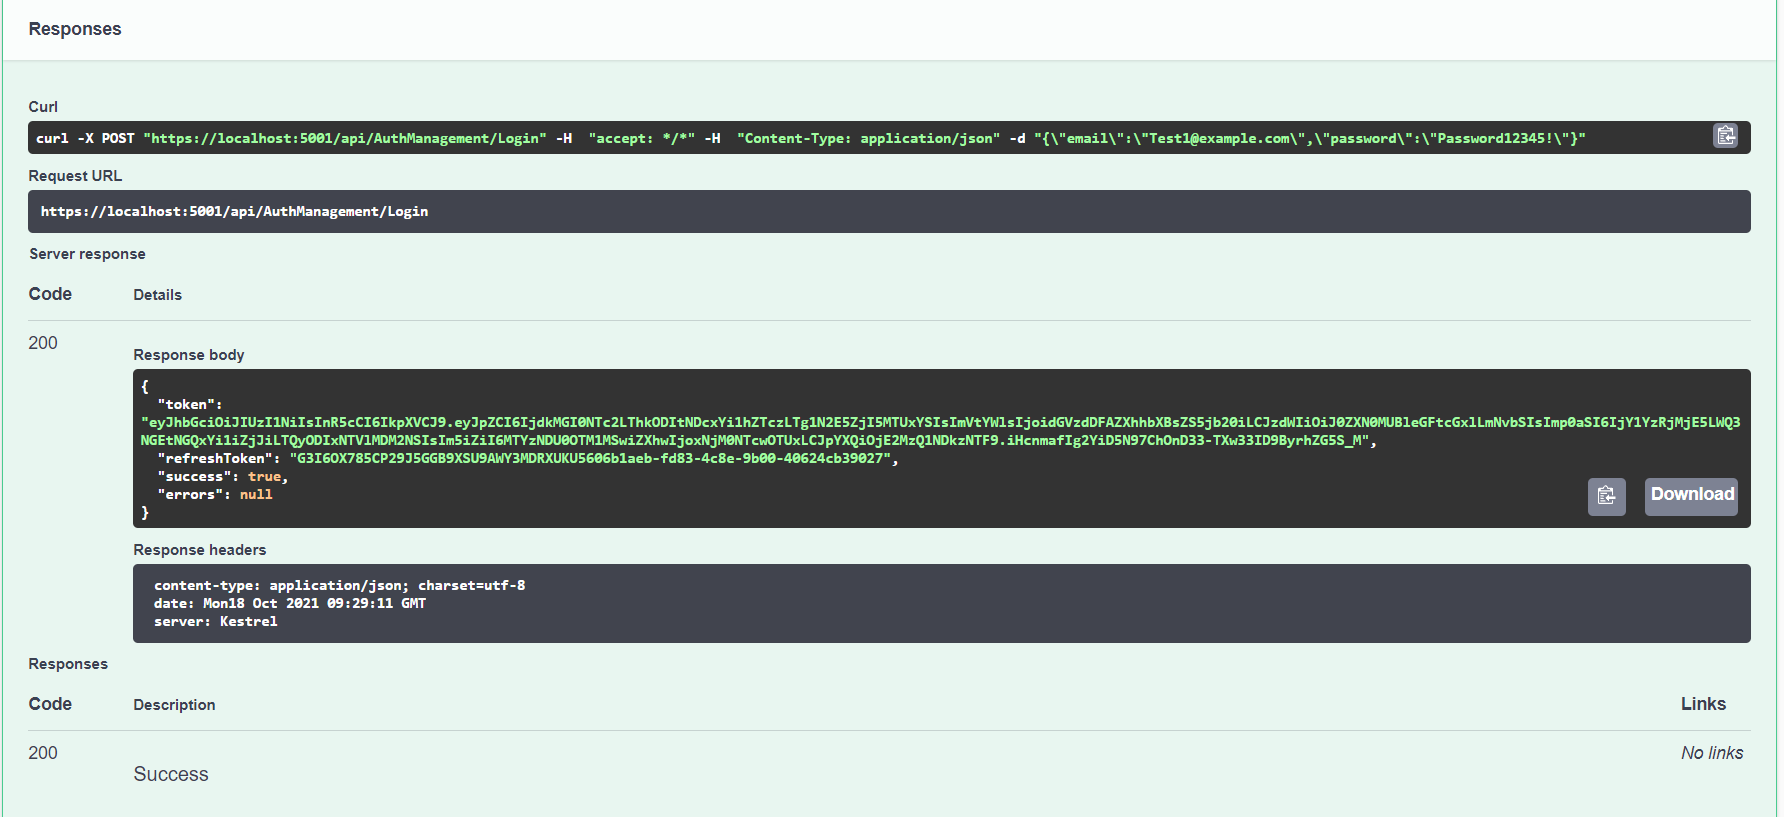 Responses
Curl
curl -X POST "https://localhost:5001/api/AuthManagement/Login" -H  "accept: */*" -H  "Content-Type: application/json" -d "{\"email\":\"Test1@example.com\",\"password\":\"Password12345!\"}"
Request URL
https://localhost:5001/api/AuthManagement/Login
Server response
Code Details
200
Response body
{
"token":
"eyJhbGciOiJIUzI1NiIsInR5cCI6IkpXVCJ9.eyJpZCI6IjdkMGI0NTc2LThkODItNDcxYi1hZTczLTg1N2E5ZjI5MTUxYSIsImVtYWlsIjoidGVzdDFAZXhhbXBsZS5jb20iLCJzdWIiOiJ0ZXN0MUBleGFtcGxlLmNvbSIsImp0aSI6IjY1YzRjMjE5LWQ3
NGEtNGQxYi1iZjJiLTQyODIxNTVlMDM2NSIsIm5iZiI6MTYzNDU0OTM1MSwiZXhwIjoxNjM0NTcwOTUxLCJpYXQiOjE2MzQ1NDkzNTF9.iHcnmafIg2YiD5N97ChOnD33-TXw33ID9ByrhZG5S_M",
"refreshToken": "G3I6OX785CP29J5GGB9XSU9AWY3MDRXUKU5606b1aeb-fd83-4c8e-9b00-40624cb39027",
"success": true,
"errors": null
}
Download
Response headers
content-type: application/json; charset=utf-8
date: Mon18 Oct 2021 09:29:11 GMT
server: Kestrel
Responses
Code Description Links
200 No links
Success